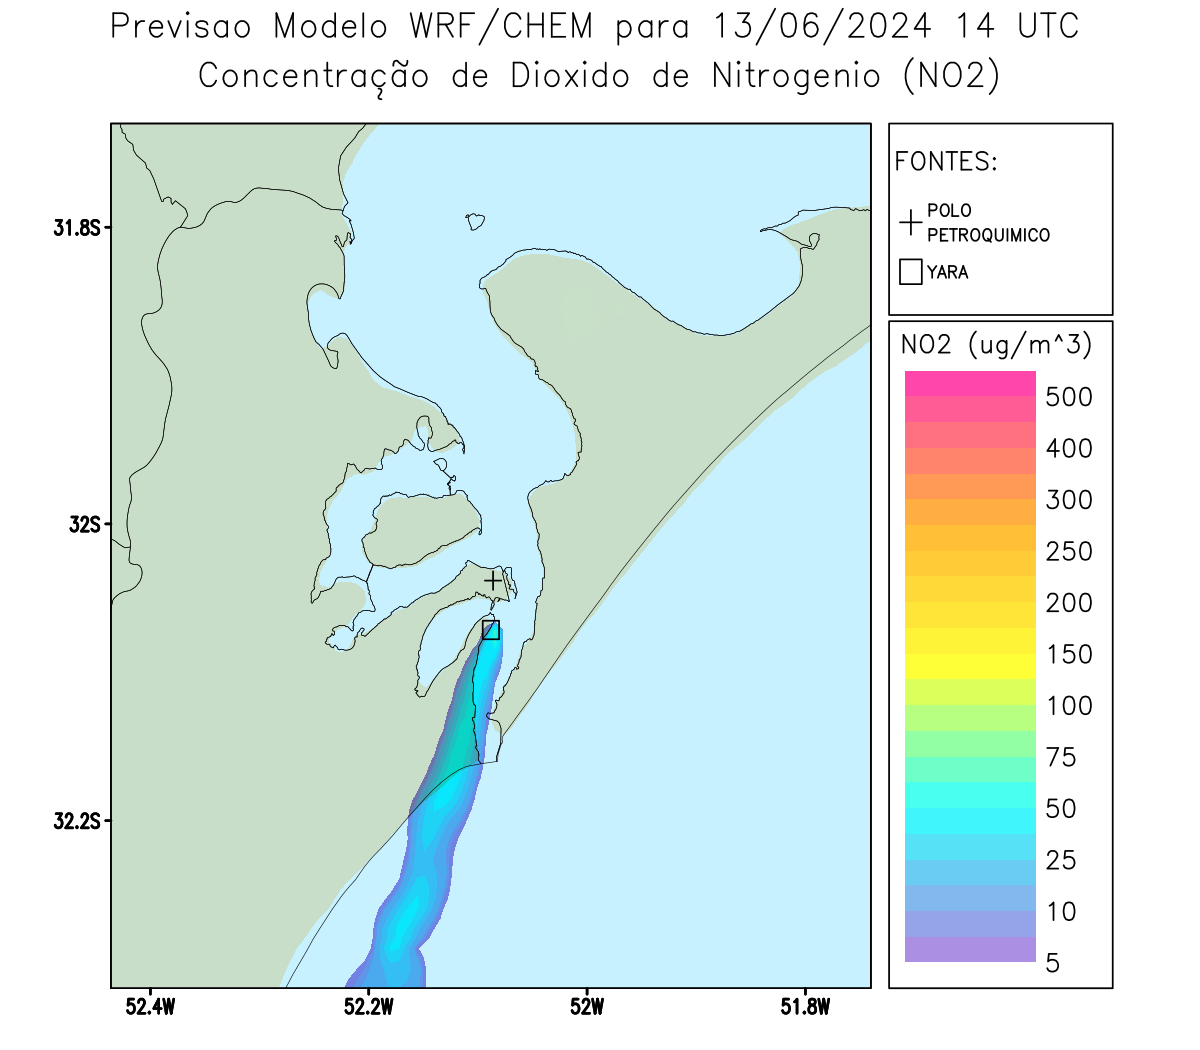 Previsao Modelo WRF/CHEM para 13/06/2024 14 UTC
Concentração de Dioxido de Nitrogenio (NO2)
31.8S
32S
32.2S
52.4W
52.2W
52W
51.8W
FONTES:
POLO
PETROQUIMICO
YARA
NO2 (ug/m^3)
500
400
300
250
200
150
100
75
50
25
10
5